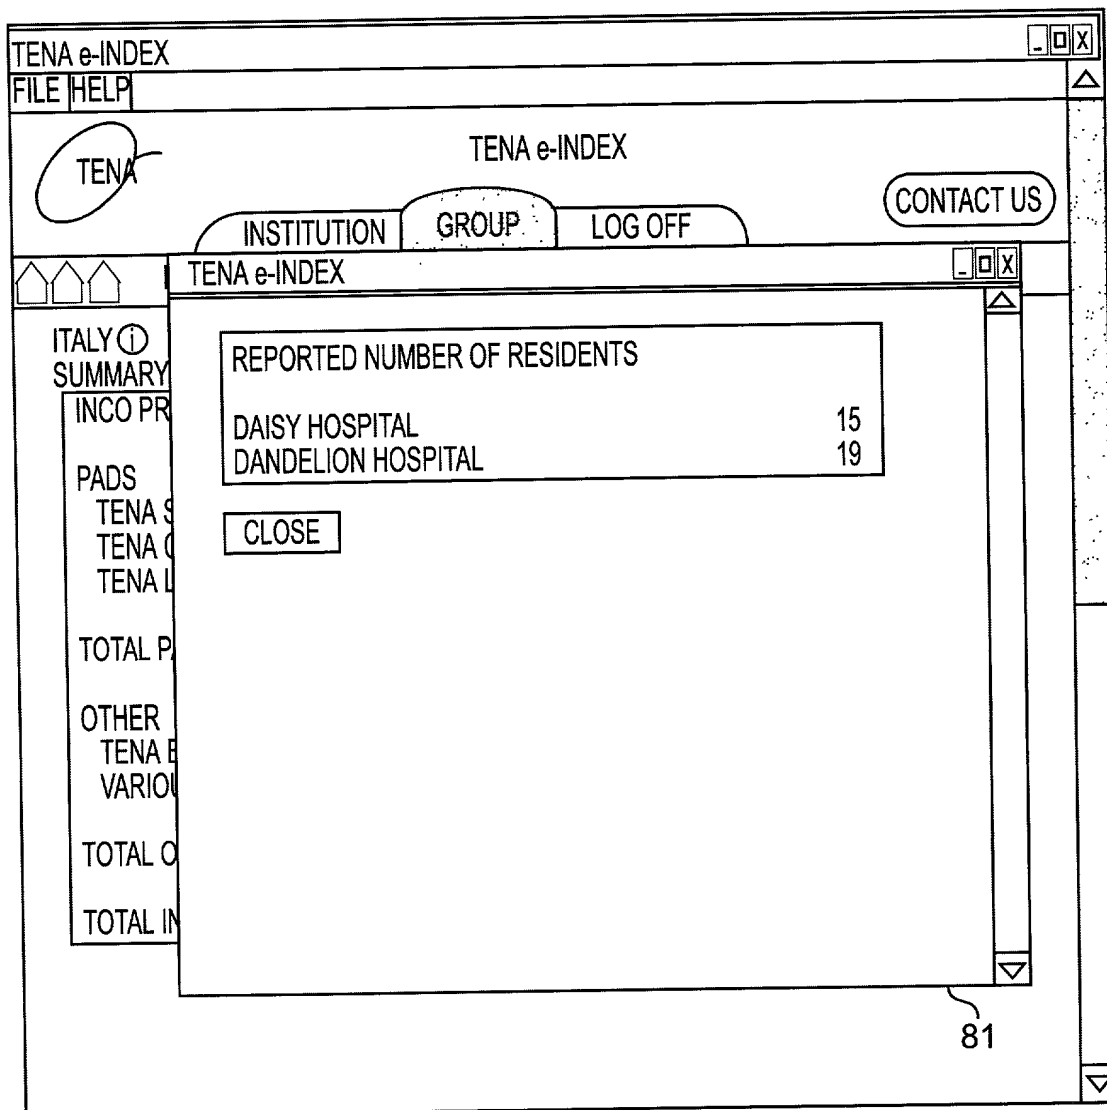 TENA e-INDEX
FILE HELP
TENA
TENA e-INDEX
CONTACT US
INSTITUTION GROUP LOG OFF
TENA e-INDEX
ITALY
SUMMARY
INCO PR
PADS
TENA S
TENA
TENA L
TOTAL PA
OTHER
TENA B
VARIOU
TOTAL O
TOTAL IN
REPORTED NUMBER OF RESIDENTS
DAISY HOSPITAL 15
DANDELION HOSPITAL 19
CLOSE
81